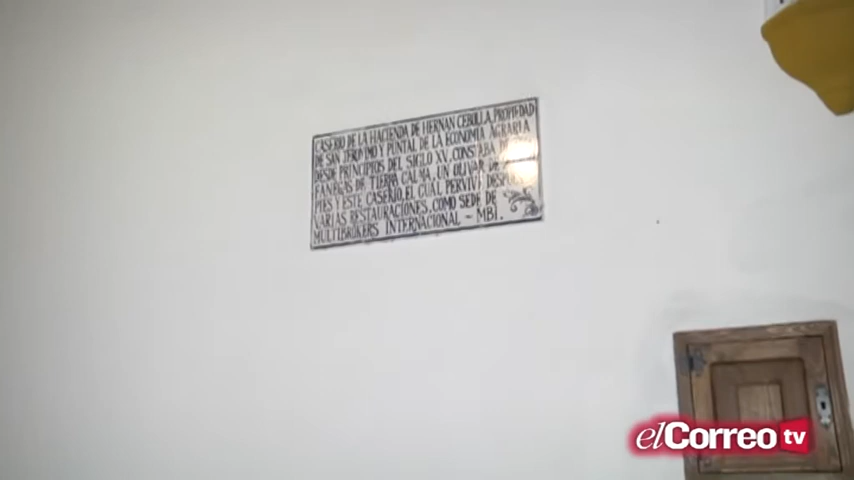 CASERIO DE LA HACIENDA DE HERNAN CEBOLLA, PROPIEDAD
DE SAN JERONIMO Y PUNTAL DE LA ECONOMIA AGRARIA
DESDE PRINCIPIOS DEL SIGLO XV. CONSTABA
FANEGAS DE TIERRA CALMA, UN OLIVAR DE
PIES Y ESTE CASERIO, EL CUAL PERVIVE DESPUES
VARIAS RESTAURACIONES, COMO SEDE DE
MULTIBROKERS INTERNACIONAL - MBI.
elCorreo tv